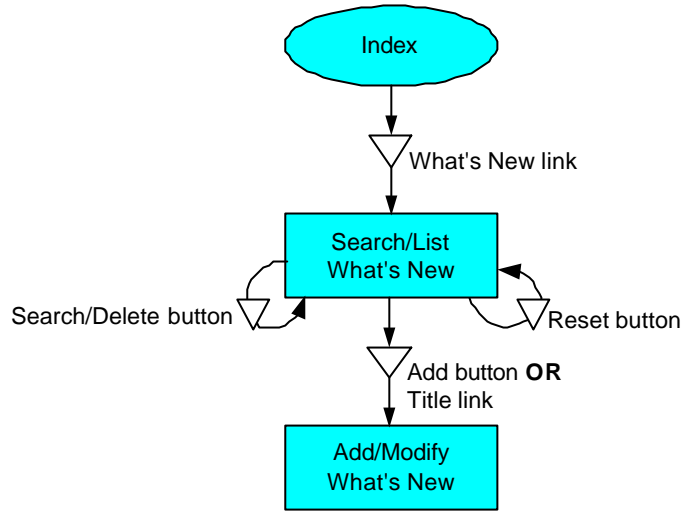 Index
What's New link
Search/List
What's New
Search/Delete button
Reset button
Add button OR
Title link
Add/Modify
What's New